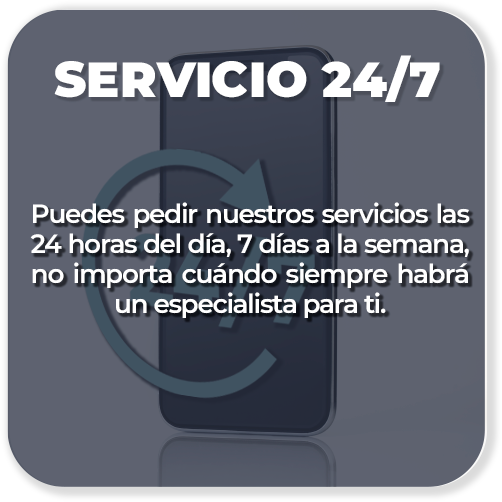 SERVICIO 24/7
Puedes pedir nuestros servicios las
24 horas del día, 7 días a la semana,
no importa cuándo siempre habrá
un especialista para ti.